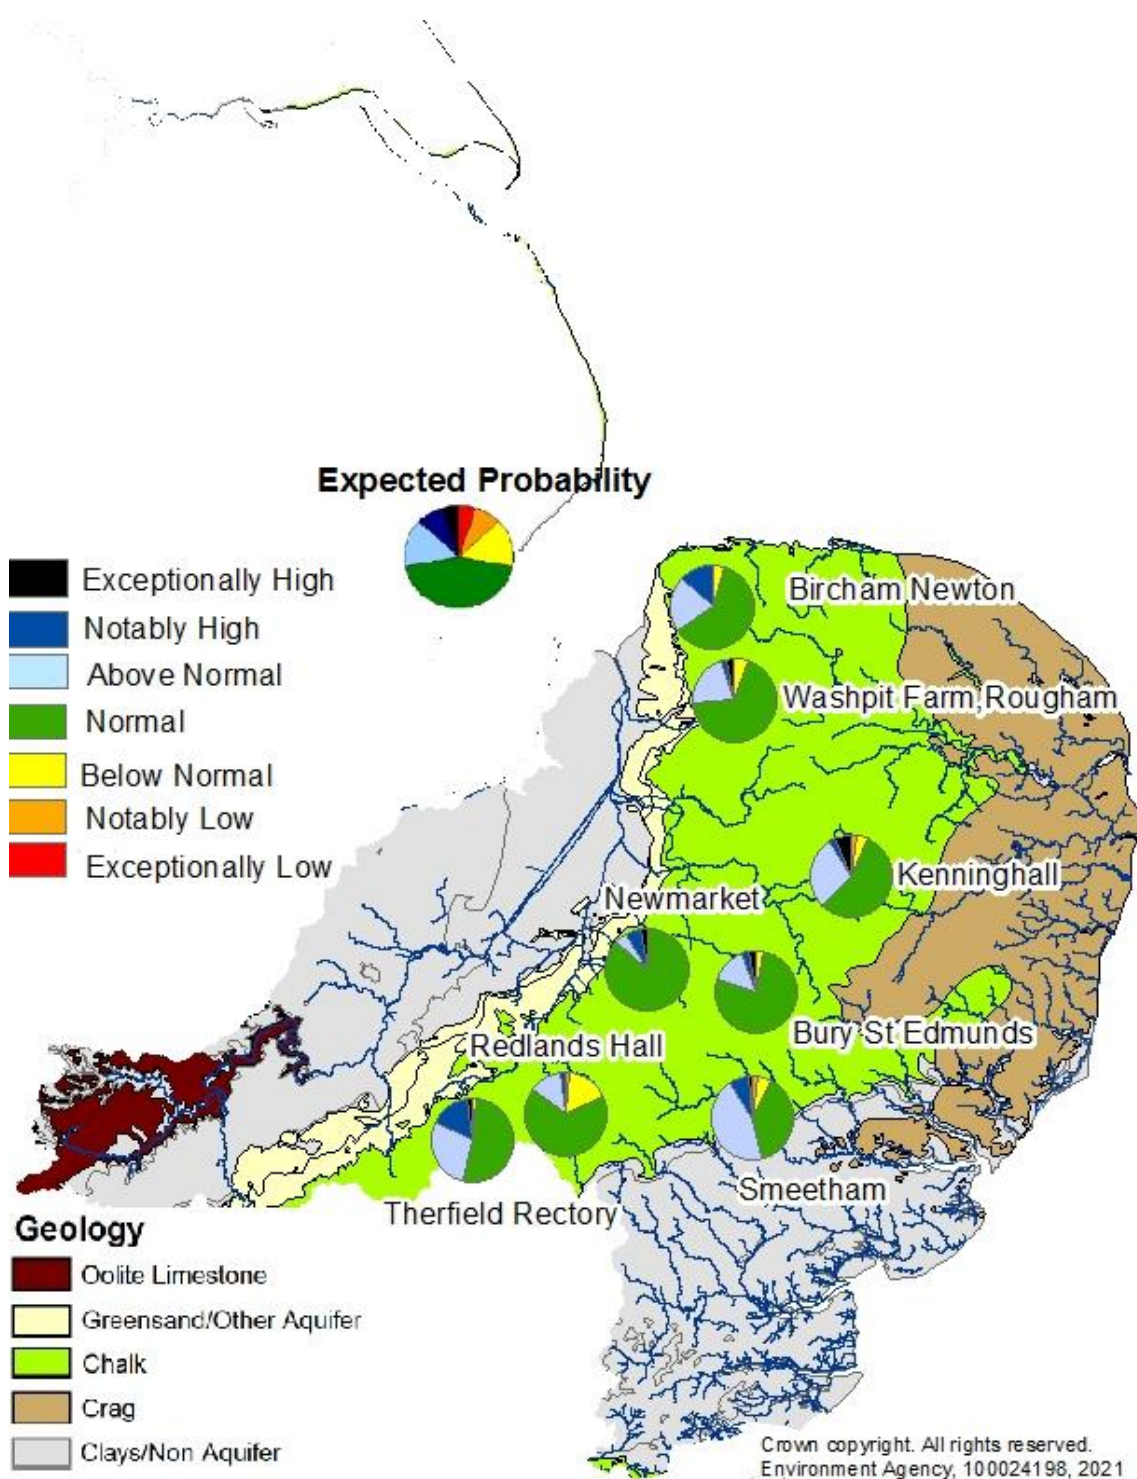 Expected Probability
Exceptionally High
Notably High
Above Normal
Normal
Below Normal
Notably Low
Exceptionally Low
Bircham Newton
Washpit Farm,Rougham
Kenninghall
Newmarket
Bury St Edmunds
Redlands Hall
Smeetham
Therfield Rectory
Geology
Oolite Limestone
Greensand/Other Aquifer
Chalk
Crag
Clays/Non Aquifer
Crown copyright. All rights reserved.
Environment Agency, 100024198, 2021